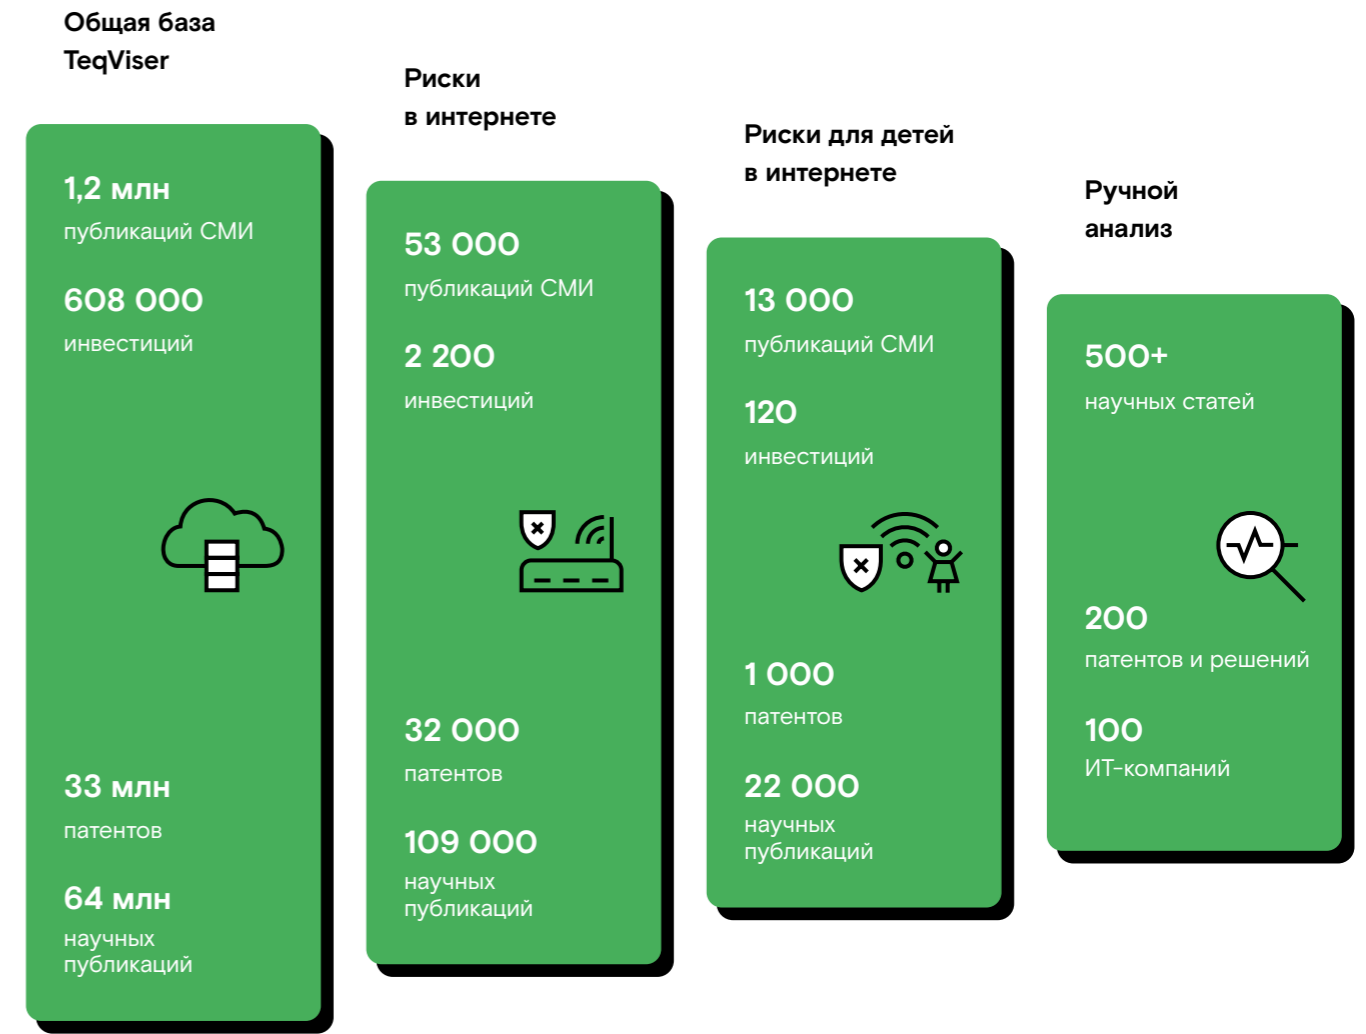 Общая база
TeqViser
1,2 млн
публикаций СМИ
608 000
инвестиций
33 млн
патентов
64 млн
научных
публикаций
Риски
в интернете
53 000
публикаций СМИ
2 200
инвестиций
32 000
патентов
109 000
научных
публикаций
Риски для детей
в интернете
13 000
публикаций СМИ
120
инвестиций
1 000
патентов
22 000
научных
публикаций
Ручной
анализ
500+
научных статей
200
патентов и решений
100
ИТ-компаний